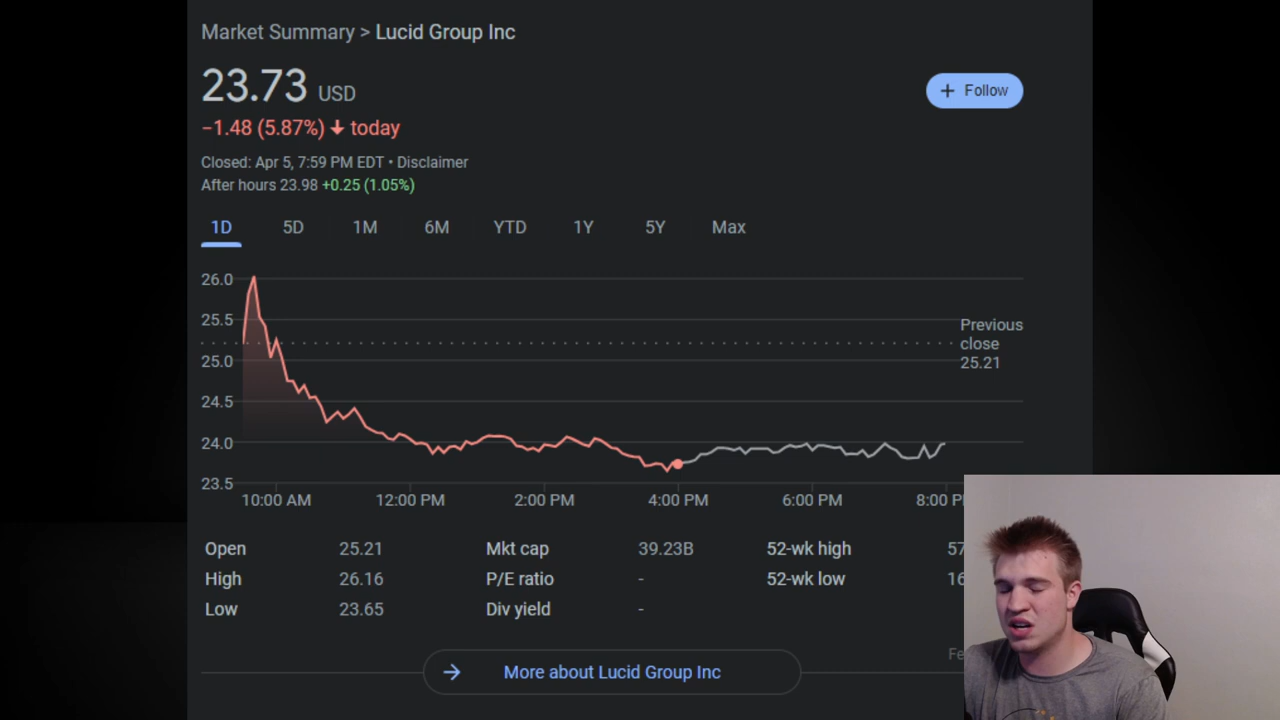 Market Summary > Lucid Group Inc
23.73 USD
+ Follow
−1.48 (5.87%) ↓ today
Closed: Apr 5, 7:59 PM EDT • Disclaimer
After hours 23.98 +0.25 (1.05%)
1D 5D 1M 6M YTD 1Y 5Y Max
26.0
25.5
25.0
24.5
24.0
23.5
Previous
close
25.21
10:00 AM 12:00 PM 2:00 PM 4:00 PM 6:00 PM 8:00
Open 25.21 Mkt cap 39.23B 52-wk high 57
High 26.16 P/E ratio - 52-wk low 16
Low 23.65 Div yield -
Fe
→ More about Lucid Group Inc